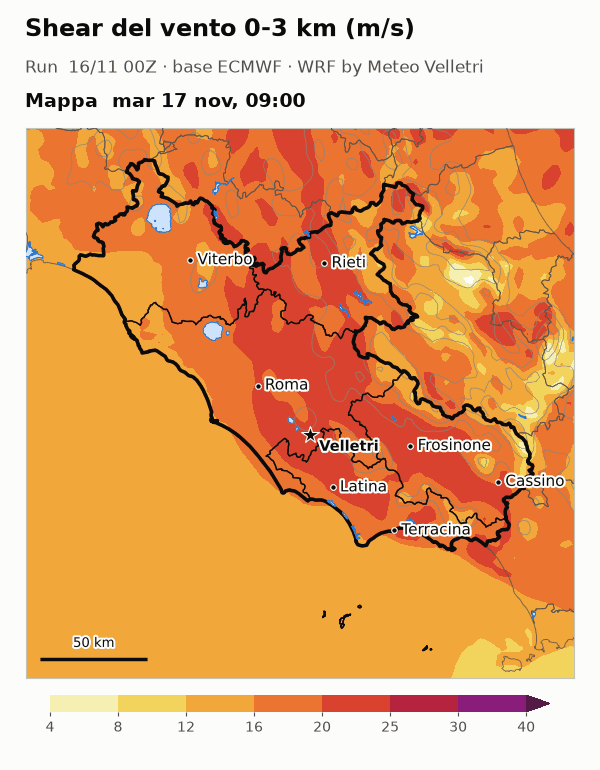 Shear del vento 0-3 km (m/s)
Run  16/11 00Z · base ECMWF · WRF by Meteo Velletri
Mappa  mar 17 nov, 09:00
Viterbo
Rieti
Roma
Velletri
Frosinone
Cassino
Latina
Terracina
50 km
4 8 12 16 20 25 30 40